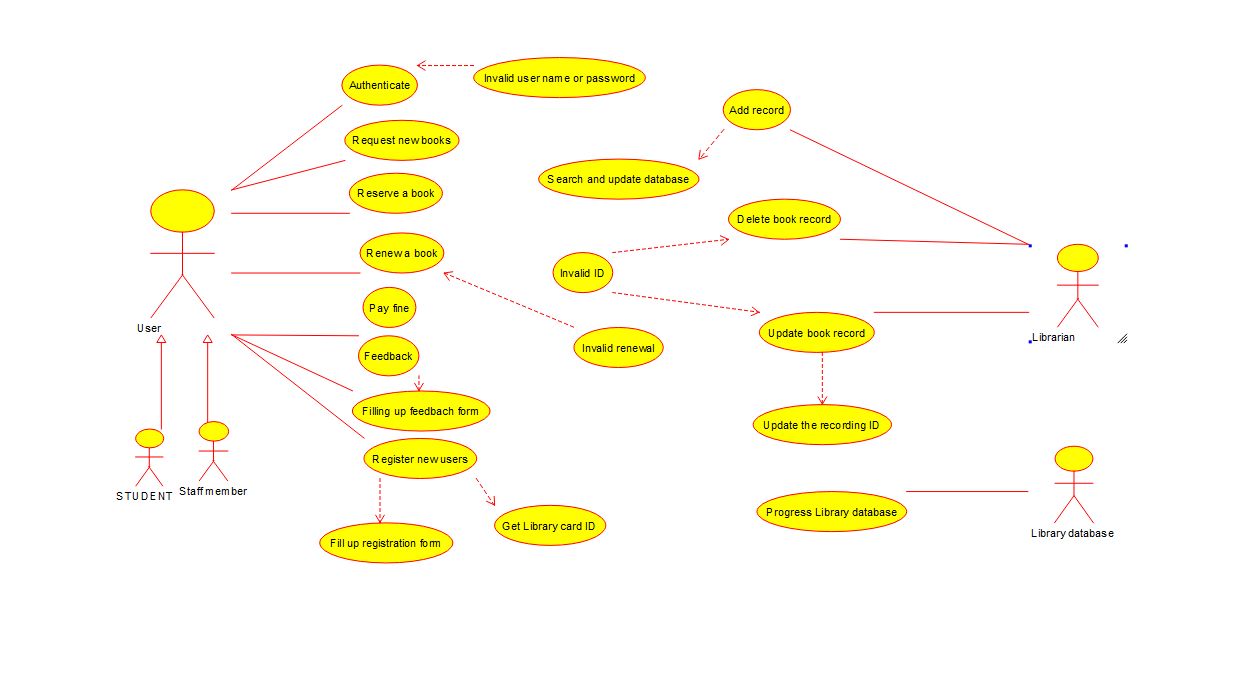 Authenticate
Invalid user name or password
Add record
Request new books
Search and update database
Reserve a book
Delete book record
Renew a book
Invalid ID
Pay fine
User
Update book record
Librarian
Invalid renewal
Feedback
Filling up feedbach form
Update the recording ID
Register new users
STUDENT
Staff member
Progress Library database
Get Library card ID
Library database
Fill up registration form